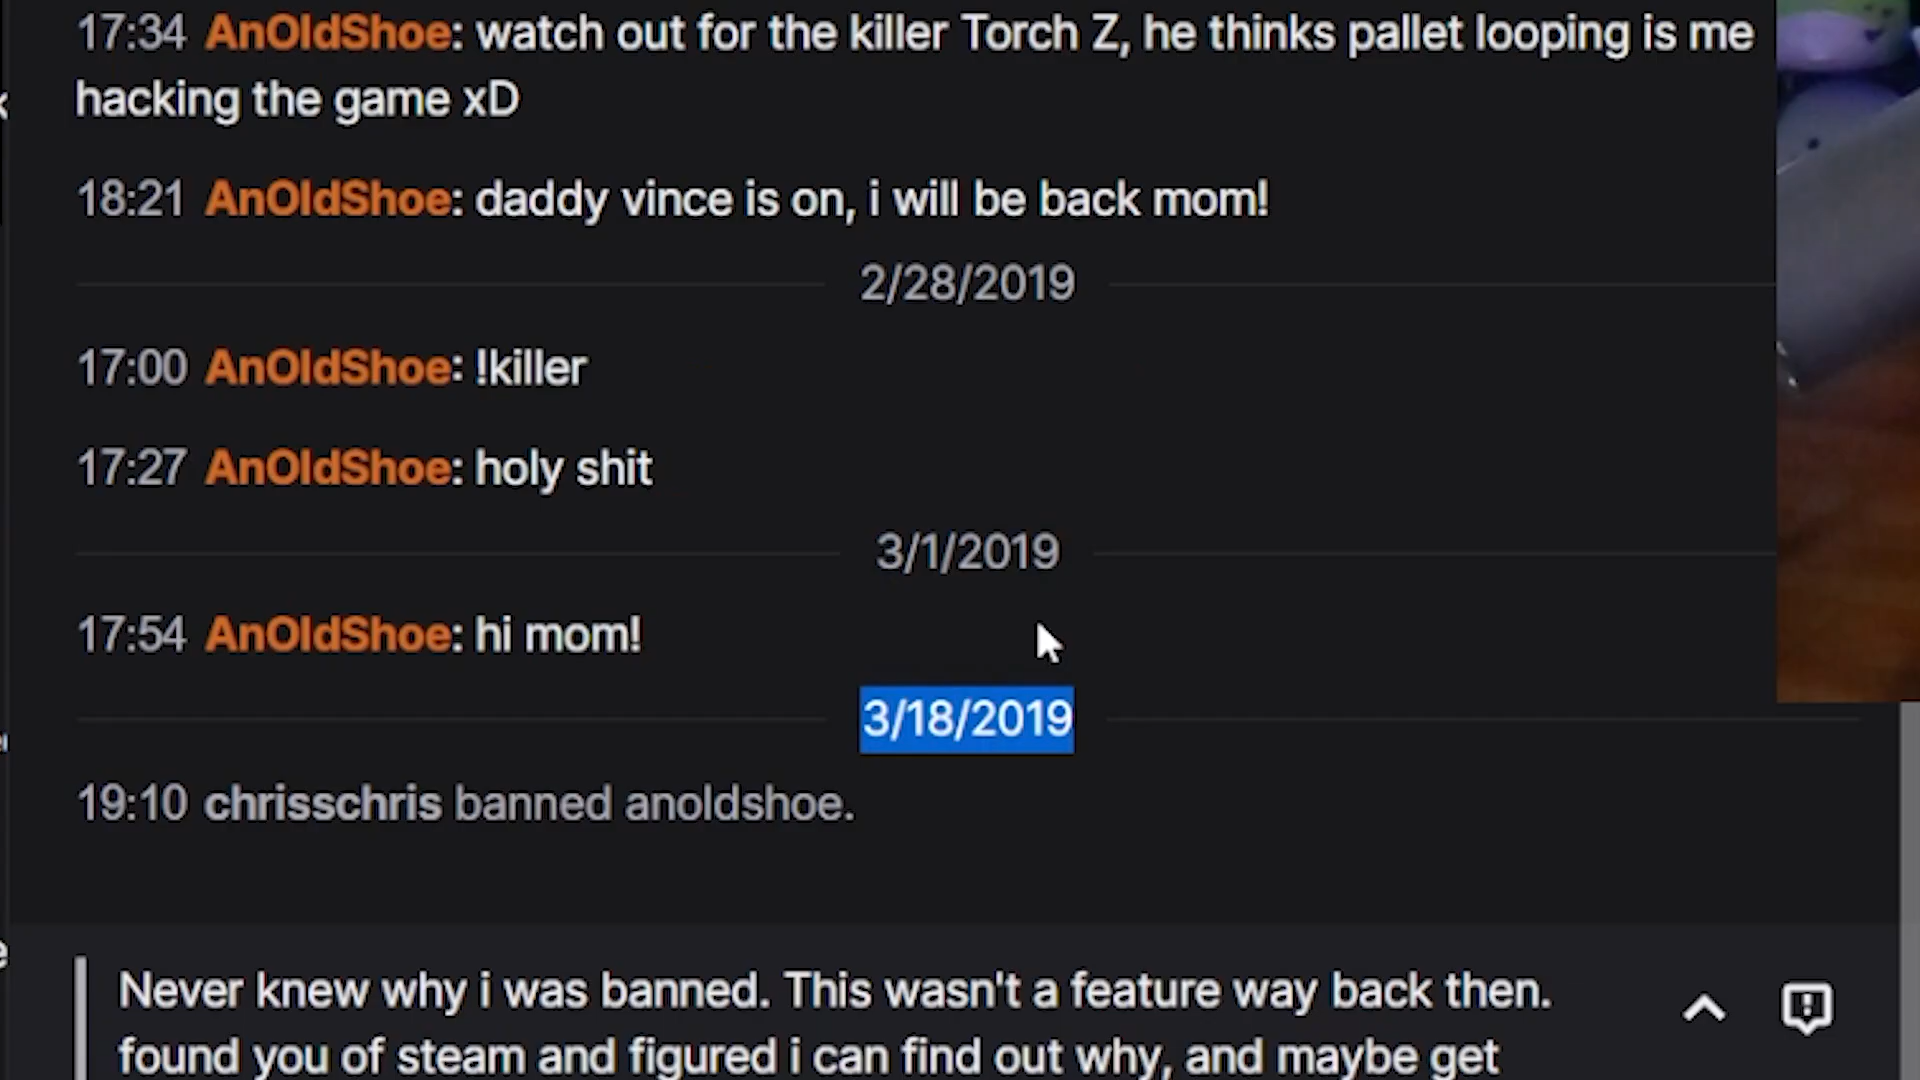 17:34 AnOldShoe: watch out for the killer Torch Z, he thinks pallet looping is me
hacking the game xD
18:21 AnOldShoe: daddy vince is on, i will be back mom!
2/28/2019
17:00 AnOldShoe: !killer
17:27 AnOldShoe: holy shit
3/1/2019
17:54 AnOldShoe: hi mom!
3/18/2019
19:10 chrisschris banned anoldshoe.
Never knew why i was banned. This wasn't a feature way back then.
found you of steam and figured i can find out why, and maybe get